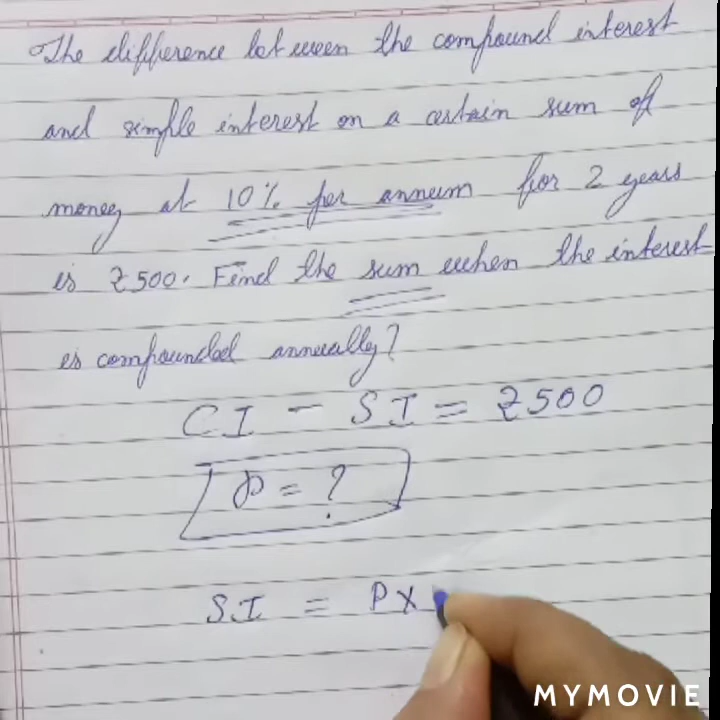 The difference between the compound interest
and simple interest on a certain sum of
money at 10% per annum for 2 years
is ₹500. Find the sum when the interest
is compounded annually?
CI - SI = ₹500
P = ?
S.I = P X
MYMOVIE